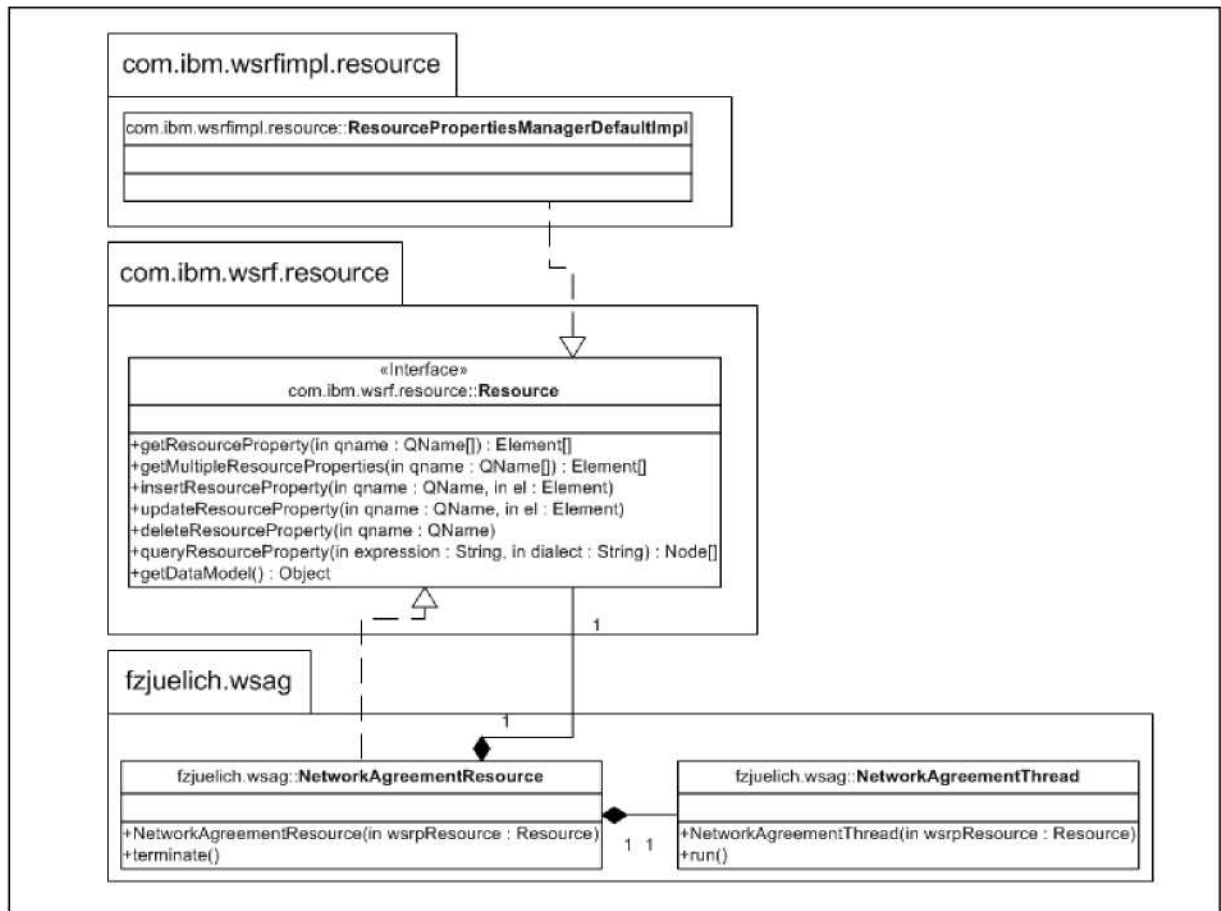 com.ibm.wsrfimpl.resource
com.ibm.wsrfimpl.resource::ResourcePropertiesManagerDefaultImpl
com.ibm.wsrf.resource
«Interface»
com.ibm.wsrf.resource::Resource
+getResourceProperty(in qname : QName[]) : Element[]
+getMultipleResourceProperties(in qname : QName[]) : Element[]
+insertResourceProperty(in qname : QName, in el : Element)
+updateResourceProperty(in qname : QName, in el : Element)
+deleteResourceProperty(in qname : QName)
+queryResourceProperty(in expression : String, in dialect : String) : Node[]
+getDataModel() : Object
1
fzjuelich.wsag
1
fzjuelich.wsag::NetworkAgreementResource
+NetworkAgreementResource(in wsrpResource : Resource)
+terminate()
1 1
fzjuelich.wsag::NetworkAgreementThread
+NetworkAgreementThread(in wsrpResource : Resource)
+run()